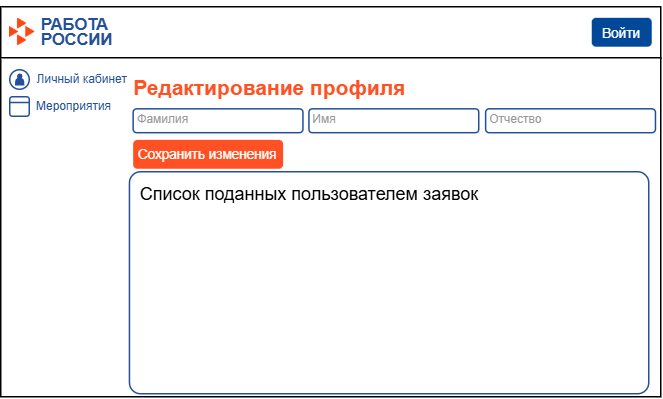 РАБОТА
РОССИИ
Войти
Личный кабинет
Мероприятия
Редактирование профиля
Фамилия
Имя
Отчество
Сохранить изменения
Список поданных пользователем заявок